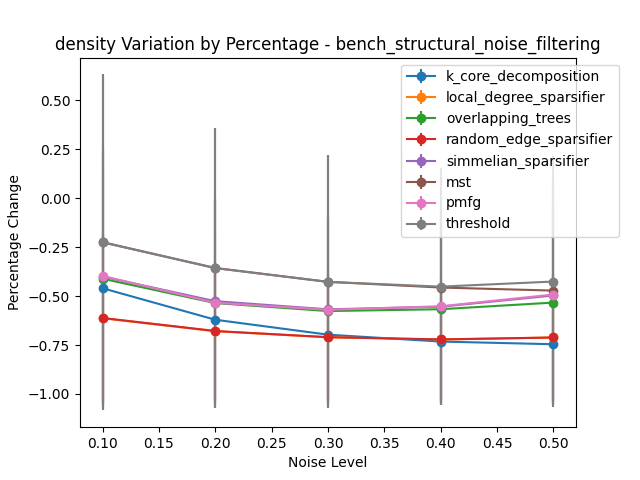 density Variation by Percentage - bench_structural_noise_filtering
k_core_decomposition
local_degree_sparsifier
overlapping_trees
random_edge_sparsifier
simmelian_sparsifier
mst
pmfg
threshold
Percentage Change
0.50
0.25
0.00
−0.25
−0.50
−0.75
−1.00
0.10
0.15
0.20
0.25
0.30
0.35
0.40
0.45
0.50
Noise Level